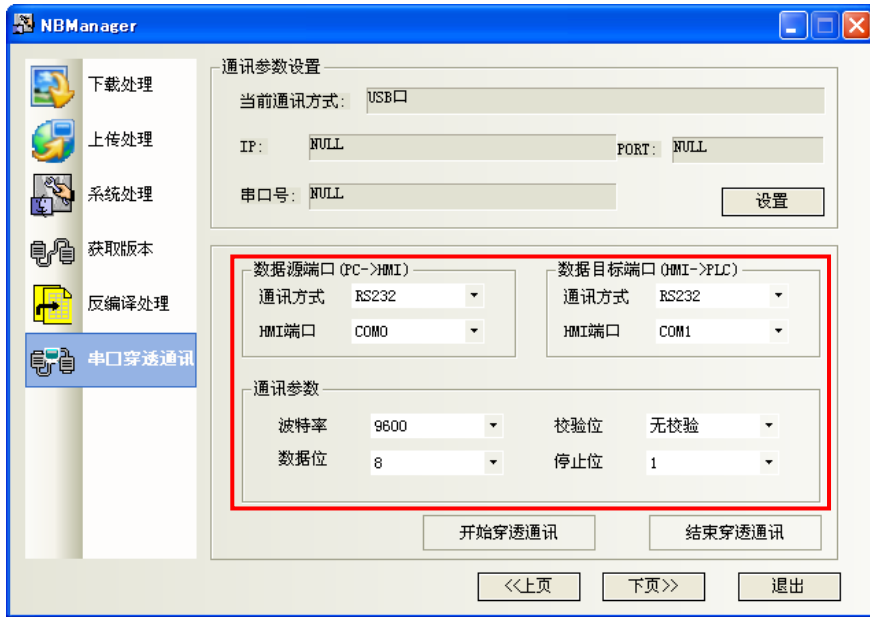 NBManager
下载处理
上传处理
系统处理
获取版本
反编译处理
串口穿透通讯
通讯参数设置
当前通讯方式: USB口
IP: NULL PORT: NULL
串口号: NULL 设置
数据源端口(PC->HMI) 数据目标端口(HMI->PLC)
通讯方式 RS232 通讯方式 RS232
HMI端口 COM0 HMI端口 COM1
通讯参数
波特率 9600 校验位 无校验
数据位 8 停止位 1
开始穿透通讯 结束穿透通讯
<<上页 下页>> 退出